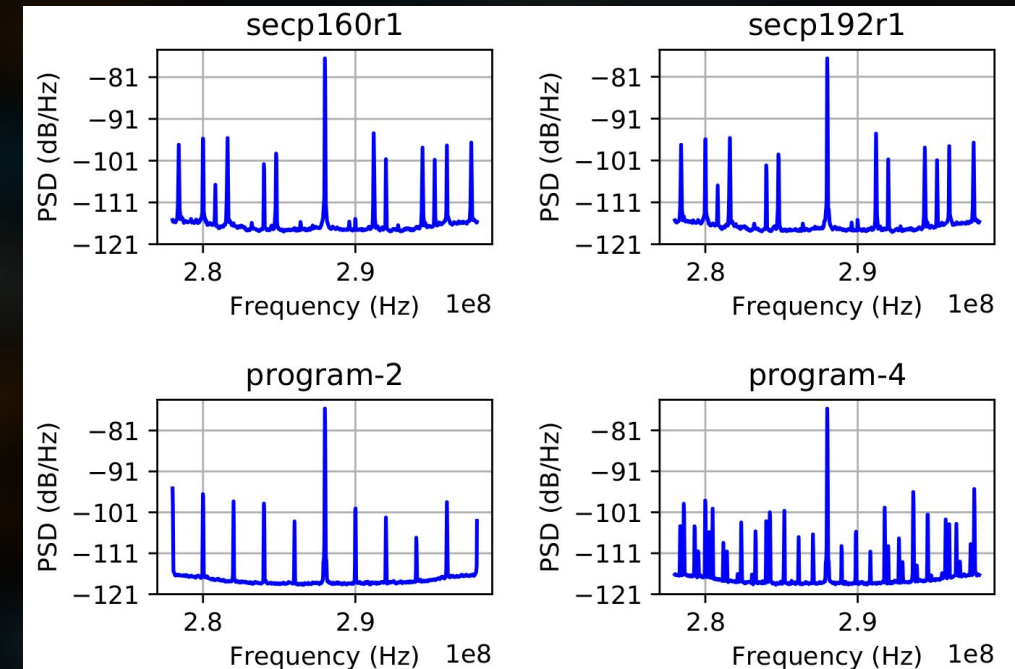 secp160r1
secp192r1
PSD (dB/Hz)
−81
−91
−101
−111
−121
2.8
2.9
Frequency (Hz)
1e8
PSD (dB/Hz)
−81
−91
−101
−111
−121
2.8
2.9
Frequency (Hz)
1e8
program-2
program-4
PSD (dB/Hz)
−81
−91
−101
−111
−121
2.8
2.9
Frequency (Hz)
1e8
PSD (dB/Hz)
−81
−91
−101
−111
−121
2.8
2.9
Frequency (Hz)
1e8